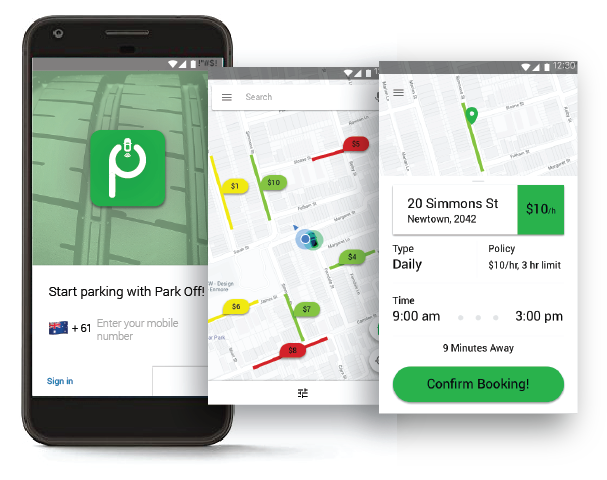 !"#$!
Start parking with Park Off!
+ 61
Enter your mobile
number
Sign in
Search
$5
$1
$10
$4
$6
$7
$8
12:30
20 Simmons St
Newtown, 2042
$10/h
Type
Daily
Policy
$10/hr, 3 hr limit
Time
9:00 am
3:00 pm
9 Minutes Away
Confirm Booking!